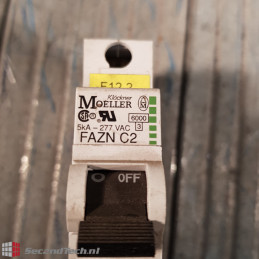 F12.2
Klöckner
MOELLER
6000
5kA - 277 VAC 3
FAZN C2
OFF
SecondTech.nl